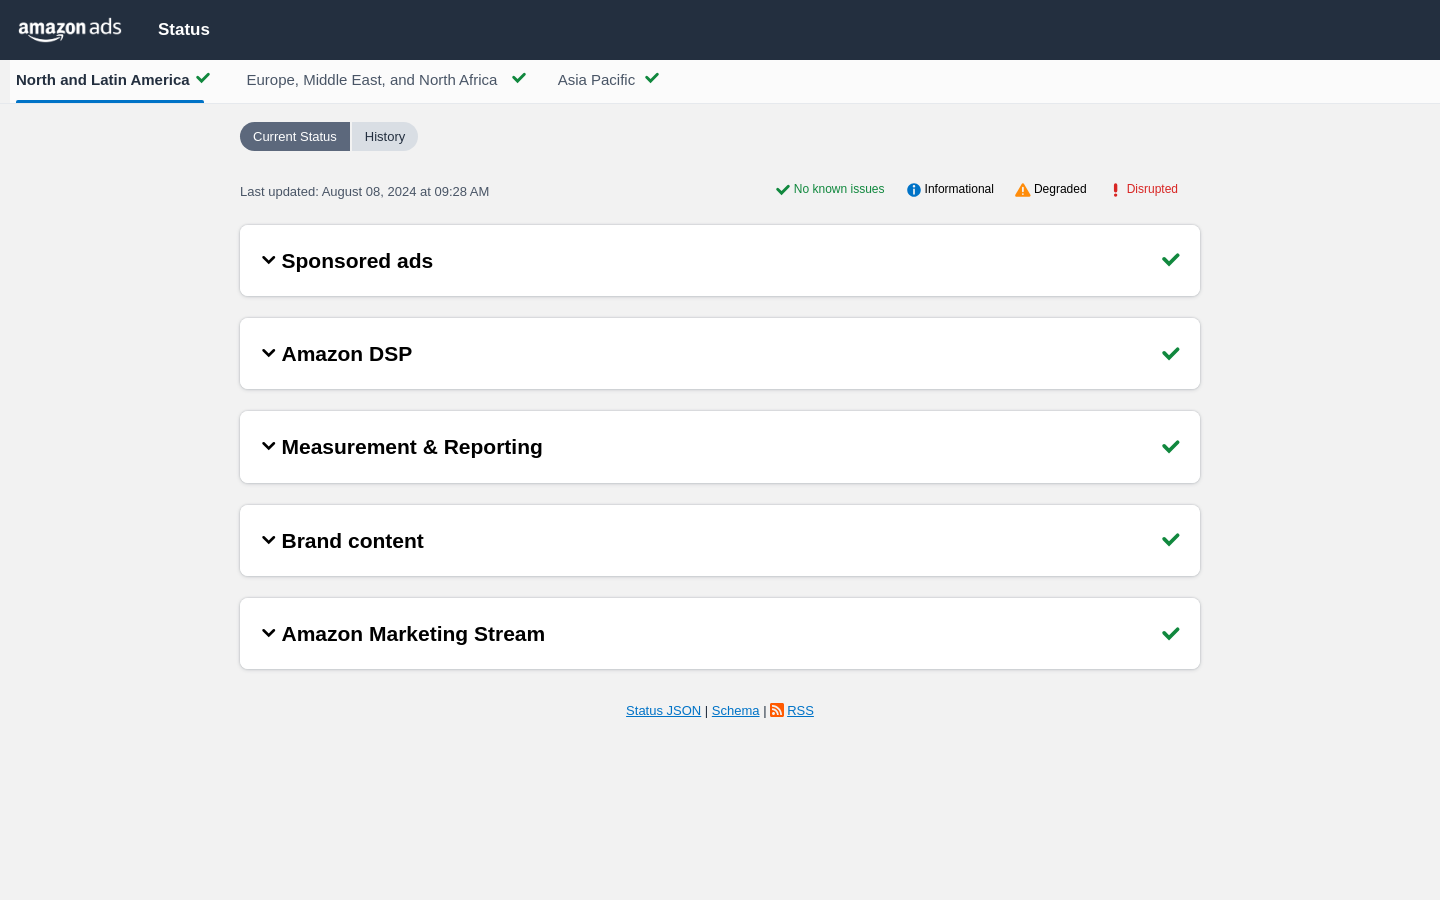 amazon ads Status
North and Latin America Europe, Middle East, and North Africa Asia Pacific
Current Status History
Last updated: August 08, 2024 at 09:28 AM No known issues Informational Degraded Disrupted
Sponsored ads
Amazon DSP
Measurement & Reporting
Brand content
Amazon Marketing Stream
Status JSON | Schema | RSS